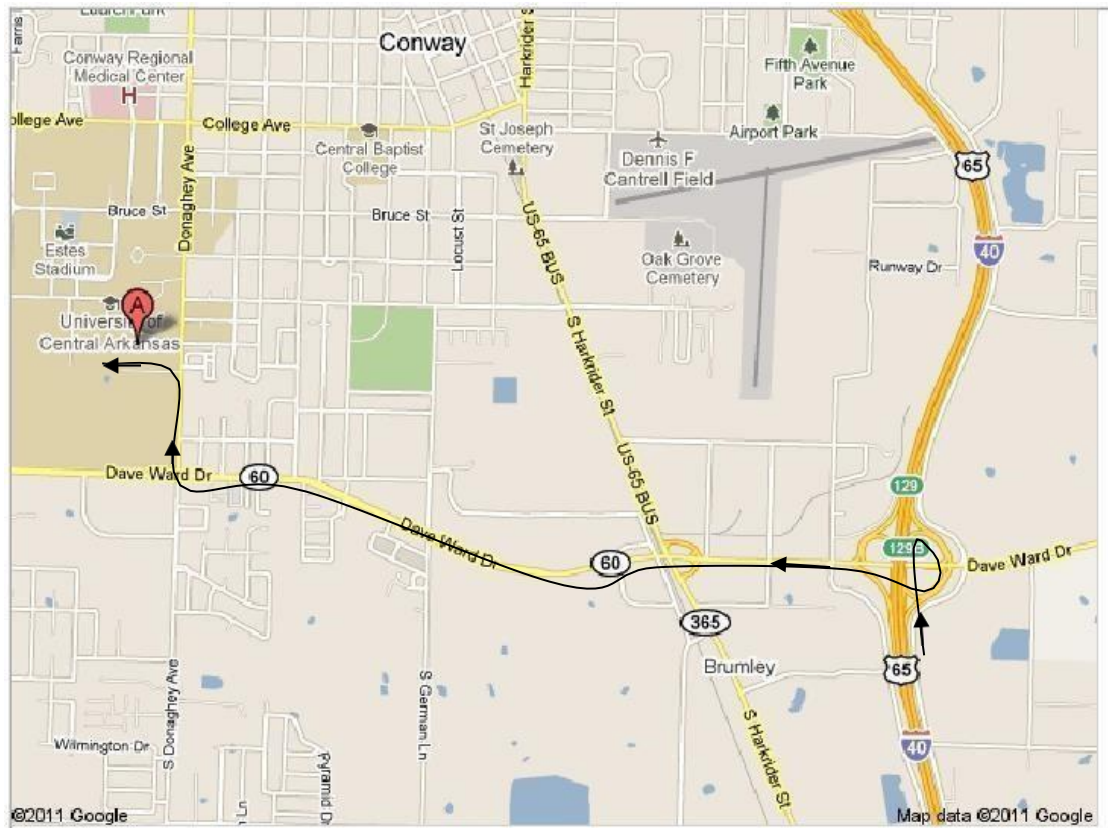 Conway
Conway Regional
Medical Center
H
Farris
Harkrider S
Fifth Avenue
Park
ollege Ave
College Ave
Central Baptist
College
St Joseph
Cemetery
Airport Park
Dennis F
Cantrell Field
65
Donaghey Ave
Bruce St
Bruce St
Locust St
US-65 BUS
Estes
Stadium
Oak Grove
Cemetery
40
Runway Dr
A
University of
Central Arkansas
S Harkrider St
US-65 BUS
Dave Ward Dr
60
129
Dave Ward Dr
60
129B
Dave Ward Dr
365
Brumley
65
S Donaghey Ave
S German Ln
S Harkrider St
40
Wilmington Dr
Pyramid Dr
©2011 Google
Map data ©2011 Google